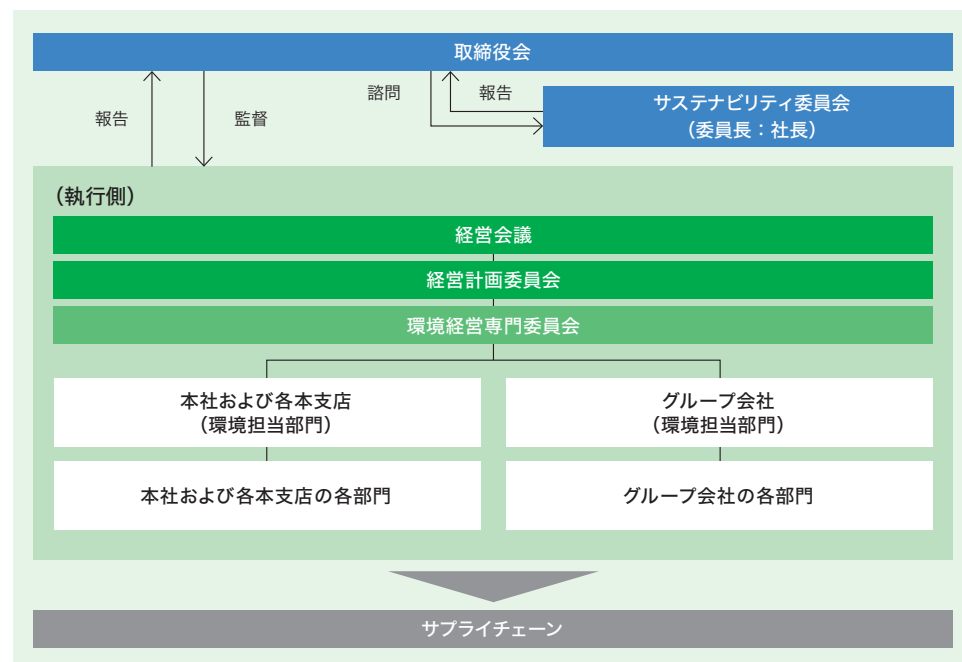 取締役会
報告
監督
諮問
報告
サステナビリティ委員会
（委員長：社長）
（執行側）
経営会議
経営計画委員会
環境経営専門委員会
本社および各本支店
（環境担当部門）
グループ会社
（環境担当部門）
本社および各本支店の各部門
グループ会社の各部門
サプライチェーン